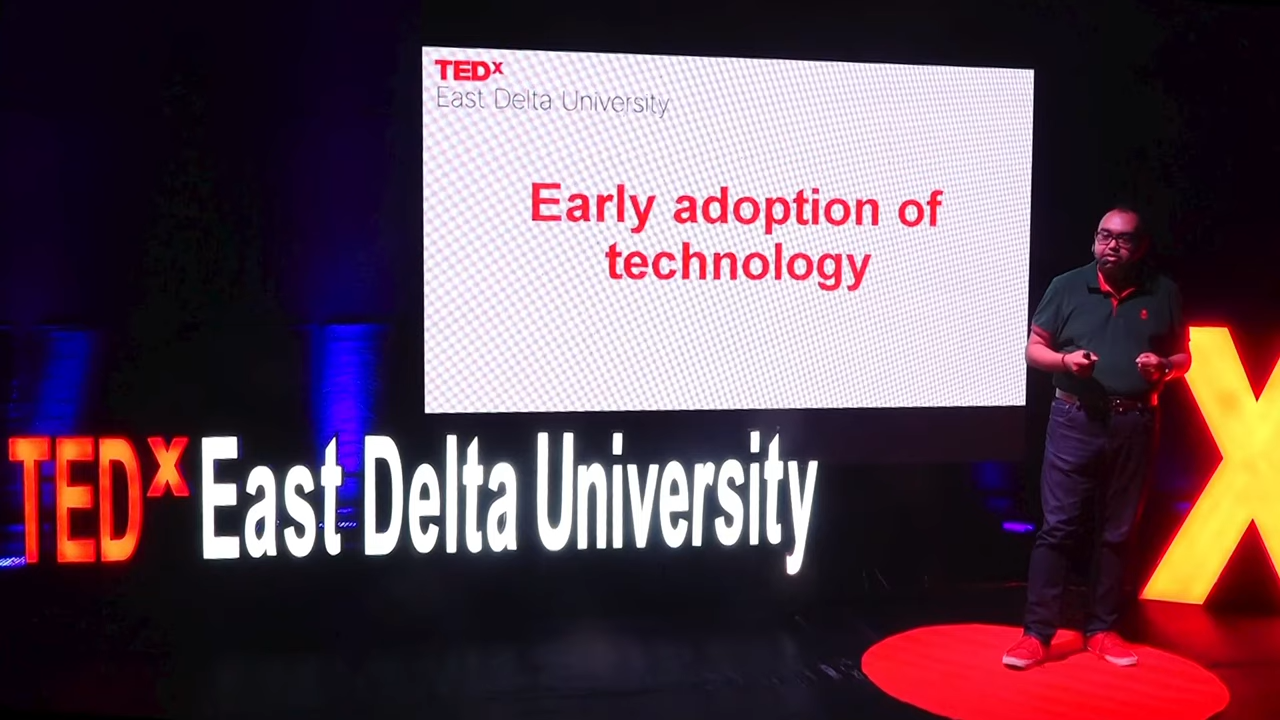 TEDx
East Delta University
Early adoption of
technology
TEDx East Delta University
X